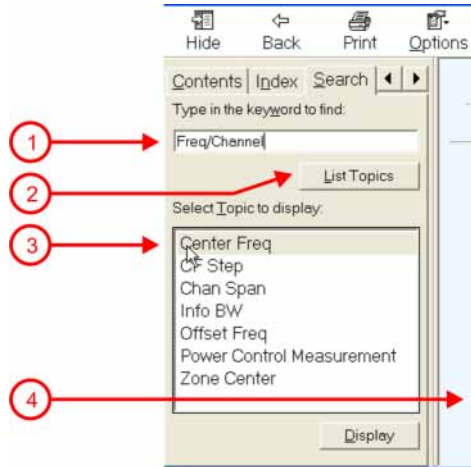 Hide Back Print Options
Contents Index Search
Type in the keyword to find:
1
Freq/Channel
2
List Topics
Select Topic to display:
3
Center Freq
CF Step
Chan Span
Info BW
Offset Freq
Power Control Measurement
Zone Center
4
Display